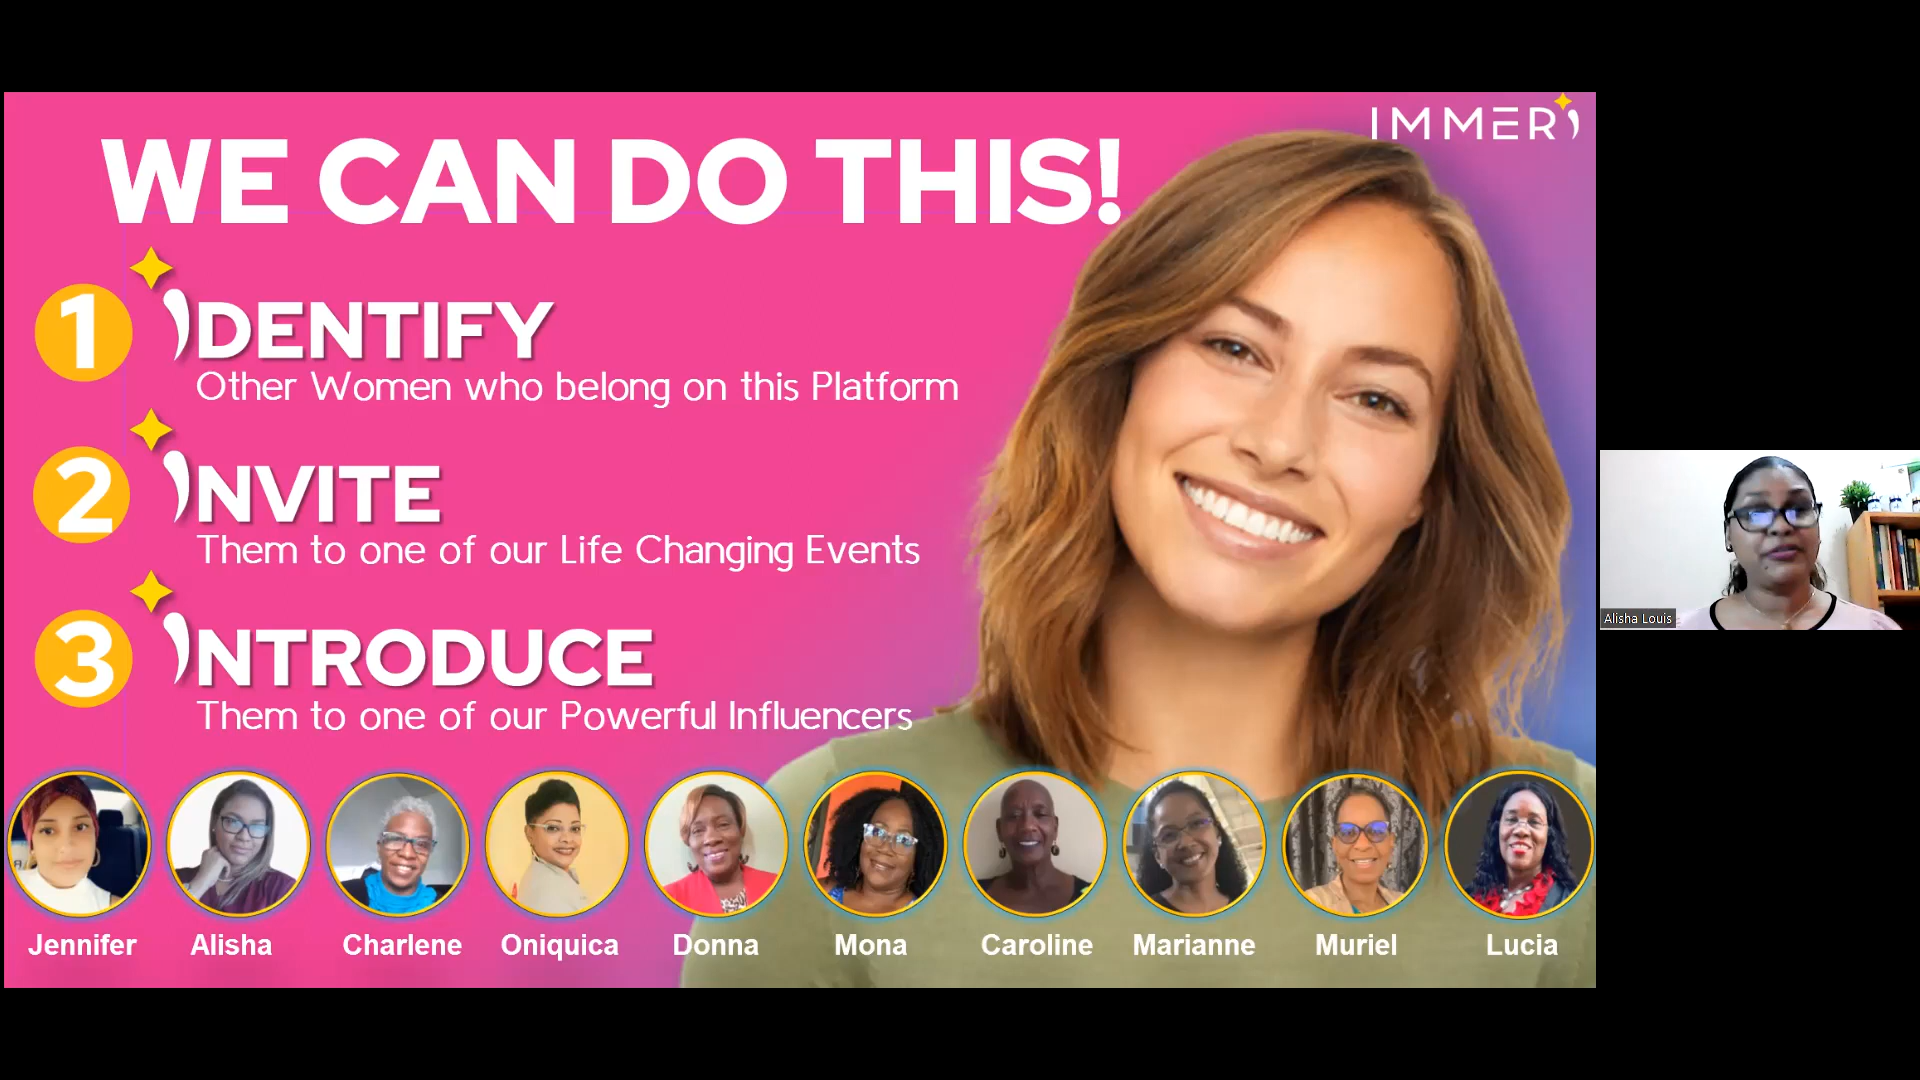 IMMERI
WE CAN DO THIS!
1 iDENTIFY
Other Women who belong on this Platform
2 iNVITE
Them to one of our Life Changing Events
3 iNTRODUCE
Them to one of our Powerful Influencers
Jennifer Alisha Charlene Oniquica Donna Mona Caroline Marianne Muriel Lucia
Alisha Louis